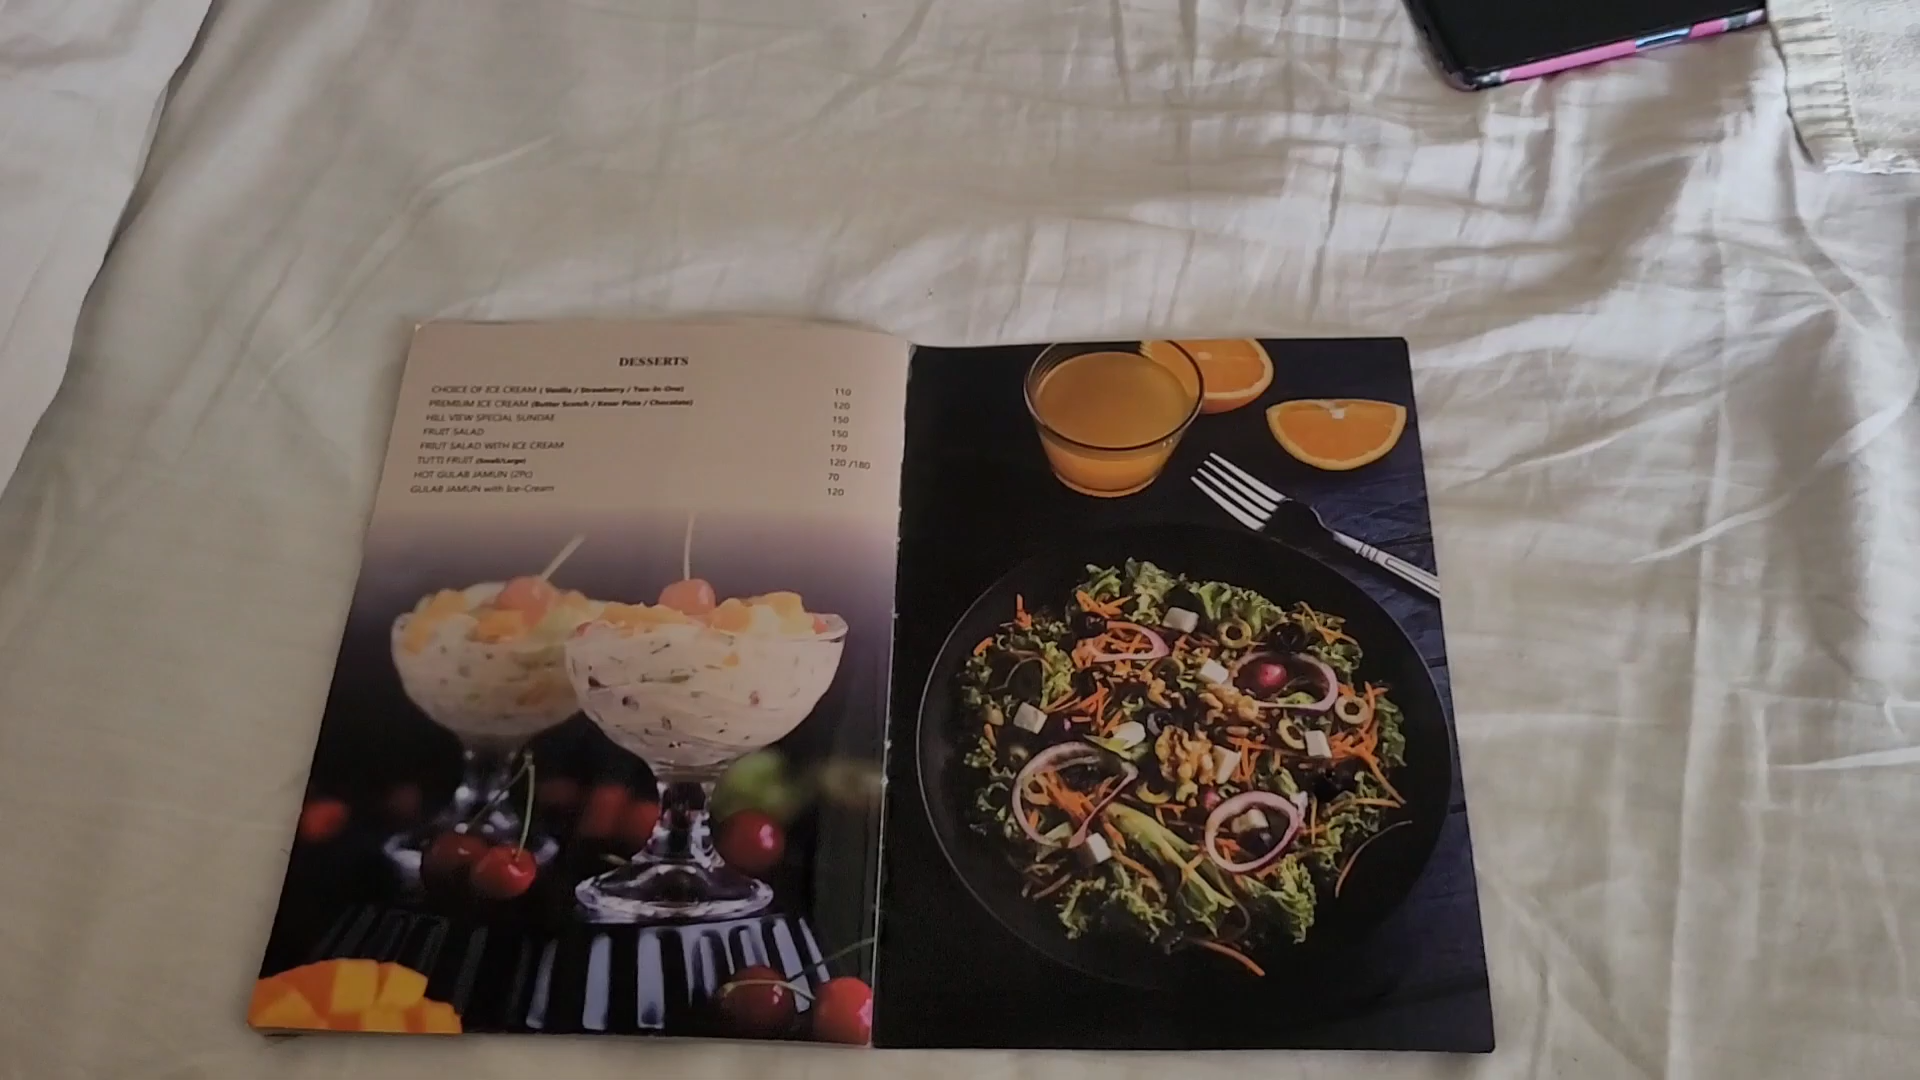 DESSERTS
CHOICE OF ICE CREAM ( Vanilla / Strawberry / Two-in-One) 110
PREMIUM ICE CREAM (Butter Scotch / Kesar Pista / Chocolate) 120
HILL VIEW SPECIAL SUNDAE 150
FRUIT SALAD 150
FRIUT SALAD WITH ICE CREAM 170
TUTTI FRUIT (Small/Large) 120 /180
HOT GULAB JAMUN (2Pc) 70
GULAB JAMUN with Ice-Cream 120